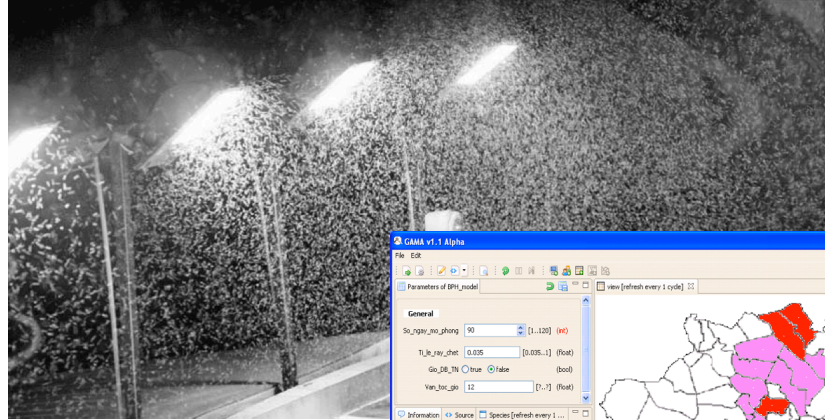 GAMA v1.1 Alpha
File Edit
Parameters of BPH_model
view [refresh every 1 cycle]
General
So_ngay_mo_phong 90 [1..120] (int)
Ti_le_ray_chet 0.035 [0.035...1] (float)
Gio_DB_TN true false (bool)
Van_toc_gio 12 [?..?] (float)
Information Source Species [refresh every 1 ...